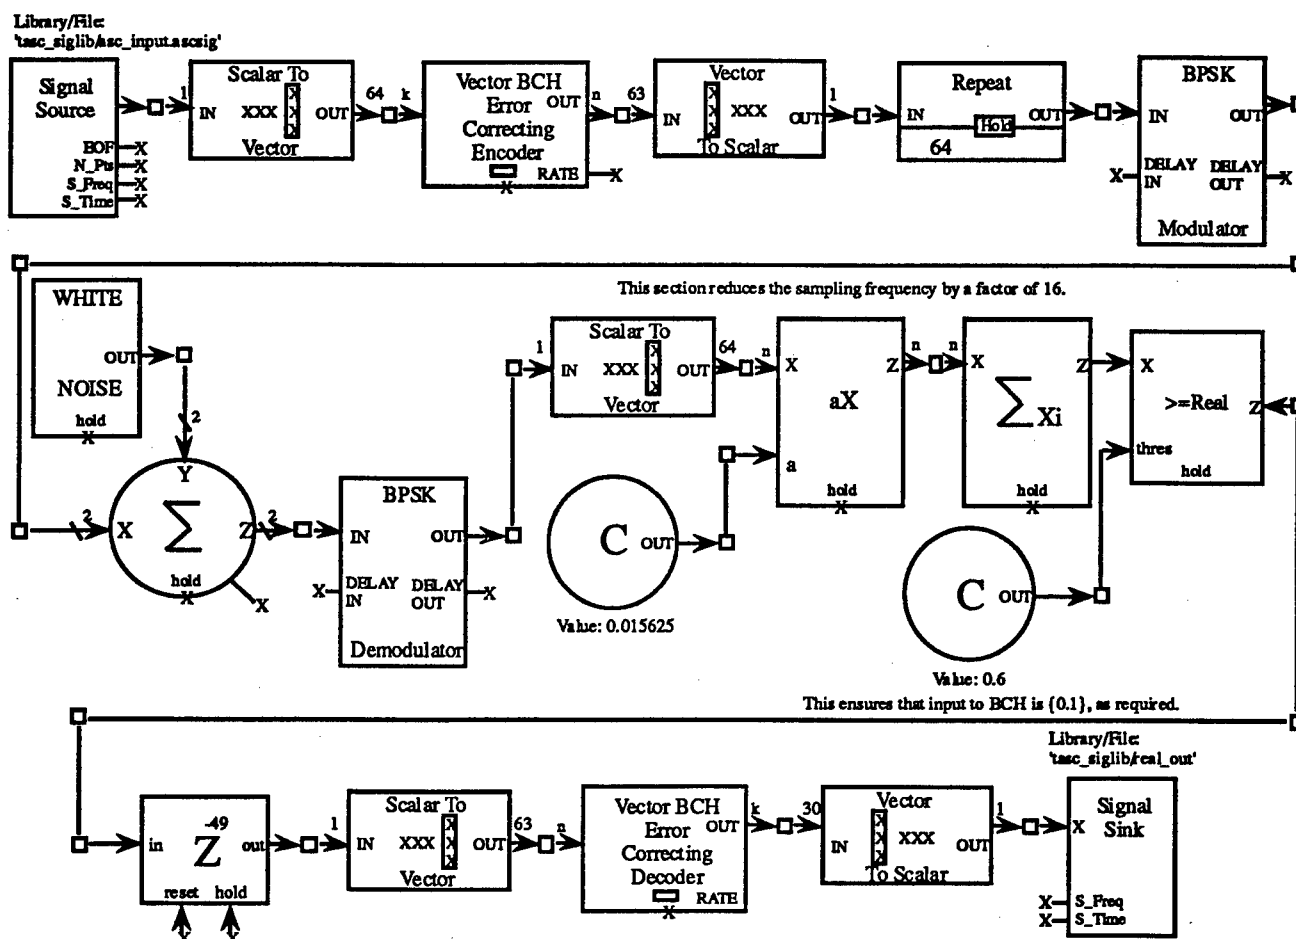 Library/File:
'tasc_siglib/asc_input.ascsig'
Signal
Source
EOF X
N_Pts X
S_Freq X
S_Time X
1
Scalar To
IN XXX X X X OUT
Vector
64 k
Vector BCH
Error OUT
Correcting
Encoder
RATE X
X
n 63
Vector
IN X X X XXX OUT
To Scalar
1
Repeat
IN OUT
Hold
64
BPSK
IN OUT
X DELAY DELAY X
IN OUT
Modulator
WHITE
OUT
NOISE
hold
X
2
This section reduces the sampling frequency by a factor of 16.
2 X Y Σ Z 2
hold
X X
BPSK
IN OUT
X DELAY DELAY X
IN OUT
Demodulator
1
Scalar To
IN XXX X X X OUT
Vector
64 n
X Z
aX
a
hold
X
n n
X Z
Σ Xi
hold
X
X
>=Real
Z
thres
hold
C OUT
Value: 0.015625
C OUT
Value: 0.6
This ensures that input to BCH is {0.1}, as required.
in Z -49 out
reset hold
X X
1
Scalar To
IN XXX X X X OUT
Vector
63 n
Vector BCH
Error OUT
Correcting
Decoder
RATE
X
k 30
Vector
IN X X X XXX OUT
To Scalar
1
Library/File:
'tasc_siglib/real_out'
Signal
X Sink
X S_Freq
X S_Time